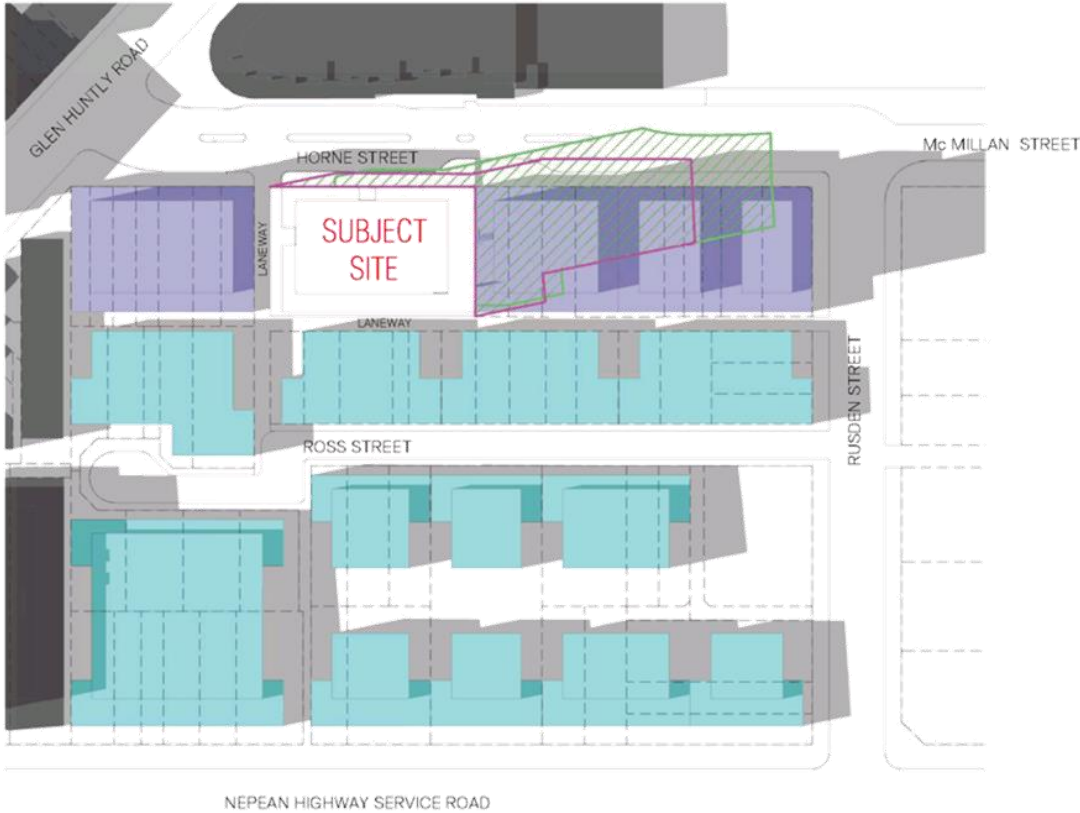 GLEN HUNTLY ROAD
Mc MILLAN STREET
HORNE STREET
LANEWAY
SUBJECT
SITE
LANEWAY
RUSDEN STREET
ROSS STREET
NEPEAN HIGHWAY SERVICE ROAD